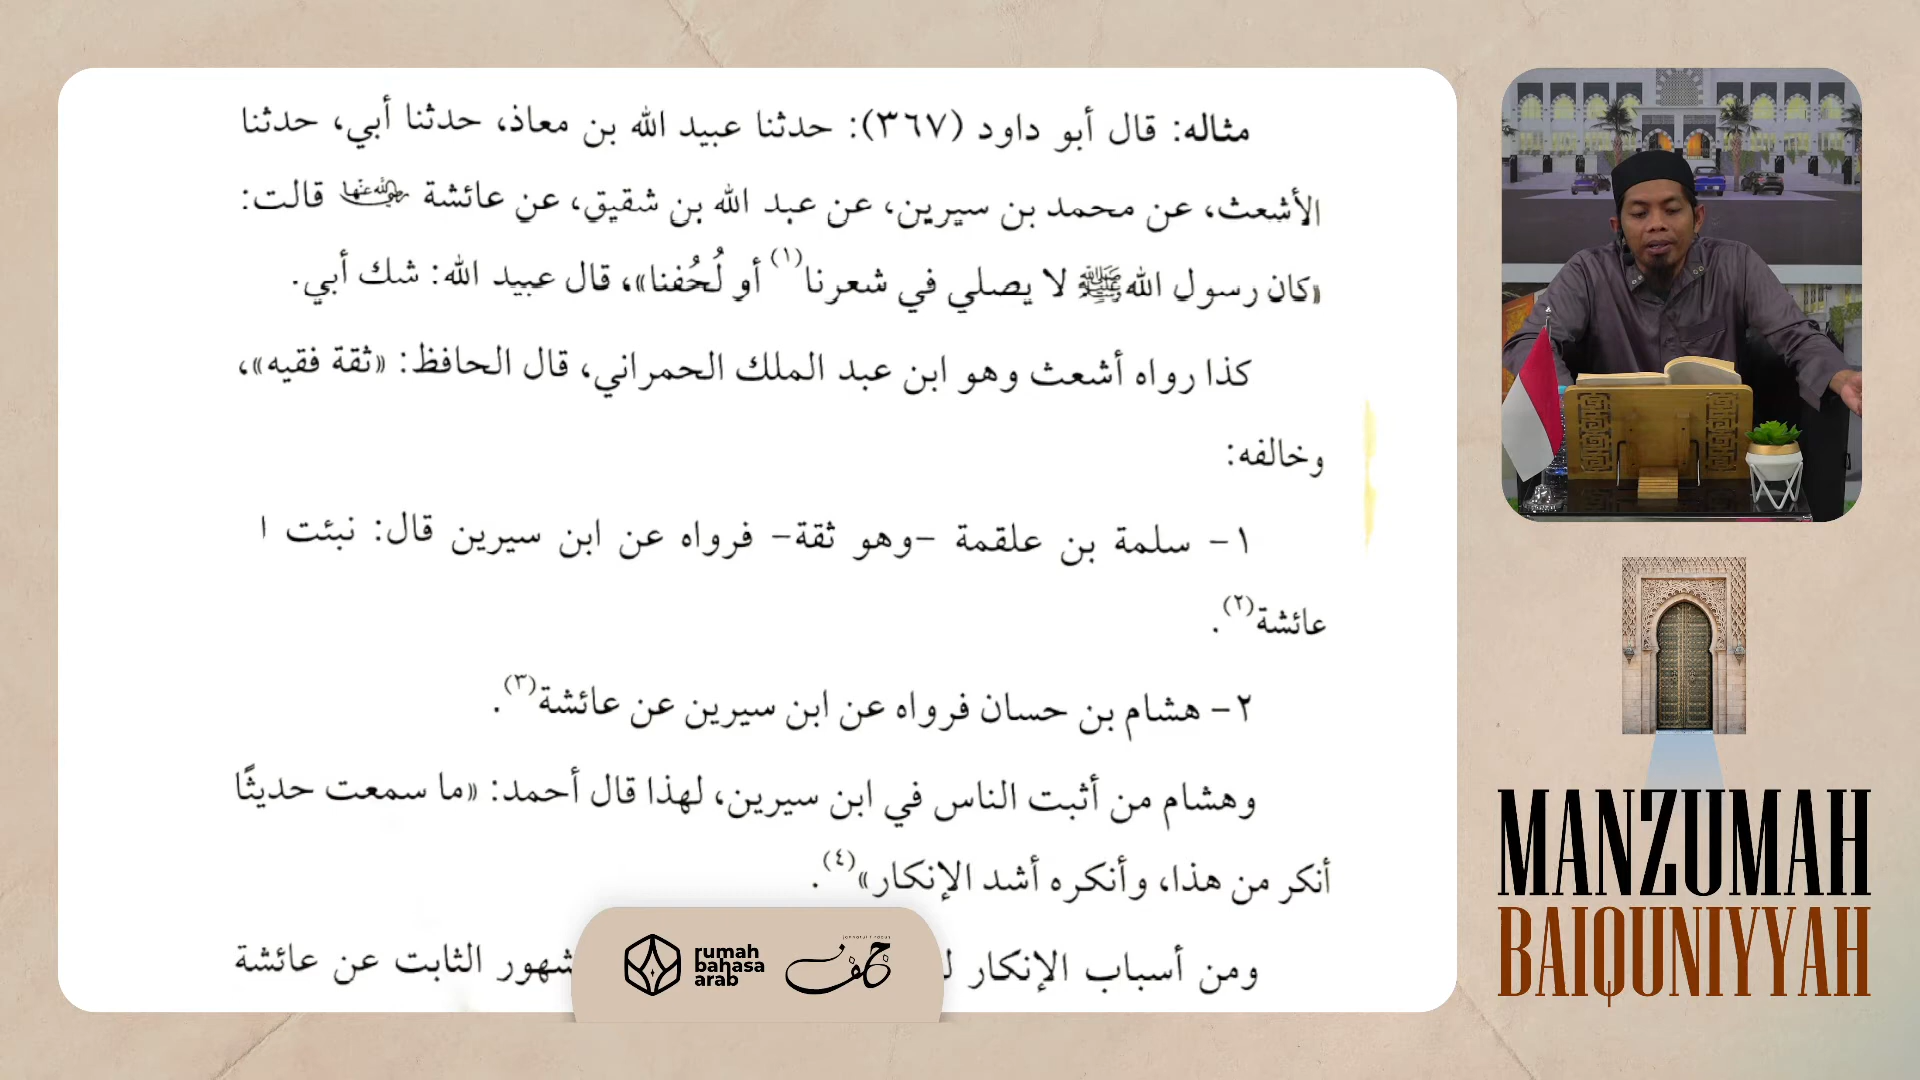 مثاله: قال أبو داود (٣٦٧): حدثنا عبيد الله بن معاذ، حدثنا أبي، حدثنا
الأشعث، عن محمد بن سيرين، عن عبد الله بن شقيق، عن عائشة رضي الله عنها قالت:
«كان رسول الله ﷺ لا يصلي في شعرنا(١) أو لُحُفنا»، قال عبيد الله: شك أبي.
كذا رواه أشعث وهو ابن عبد الملك الحمراني، قال الحافظ: «ثقة فقيه»،
وخالفه:
١- سلمة بن علقمة -وهو ثقة- فرواه عن ابن سيرين قال: نبئت ا
عائشة(٢).
٢- هشام بن حسان فرواه عن ابن سيرين عن عائشة(٣).
وهشام من أثبت الناس في ابن سيرين، لهذا قال أحمد: «ما سمعت حديثًا
أنكر من هذا، وأنكره أشد الإنكار»(٤).
ومن أسباب الإنكار
الثابت عن عائشة
rumah
bahasa
arab
MANZUMAH
BAIQUNIYYAH